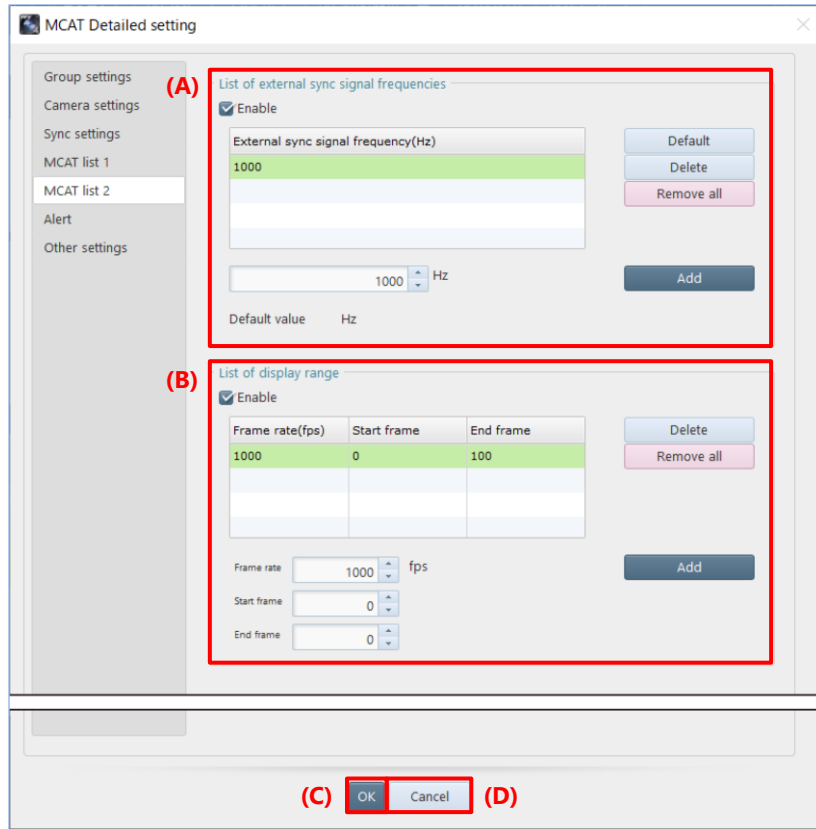 MCAT Detailed setting
Group settings
Camera settings
Sync settings
MCAT list 1
MCAT list 2
Alert
Other settings
(A)
List of external sync signal frequencies
Enable
External sync signal frequency(Hz)
1000
Default
Delete
Remove all
1000 Hz
Add
Default value Hz
(B)
List of display range
Enable
Frame rate(fps) Start frame End frame
1000 0 100
Delete
Remove all
Frame rate 1000 fps
Add
Start frame 0
End frame 0
(C) OK Cancel (D)